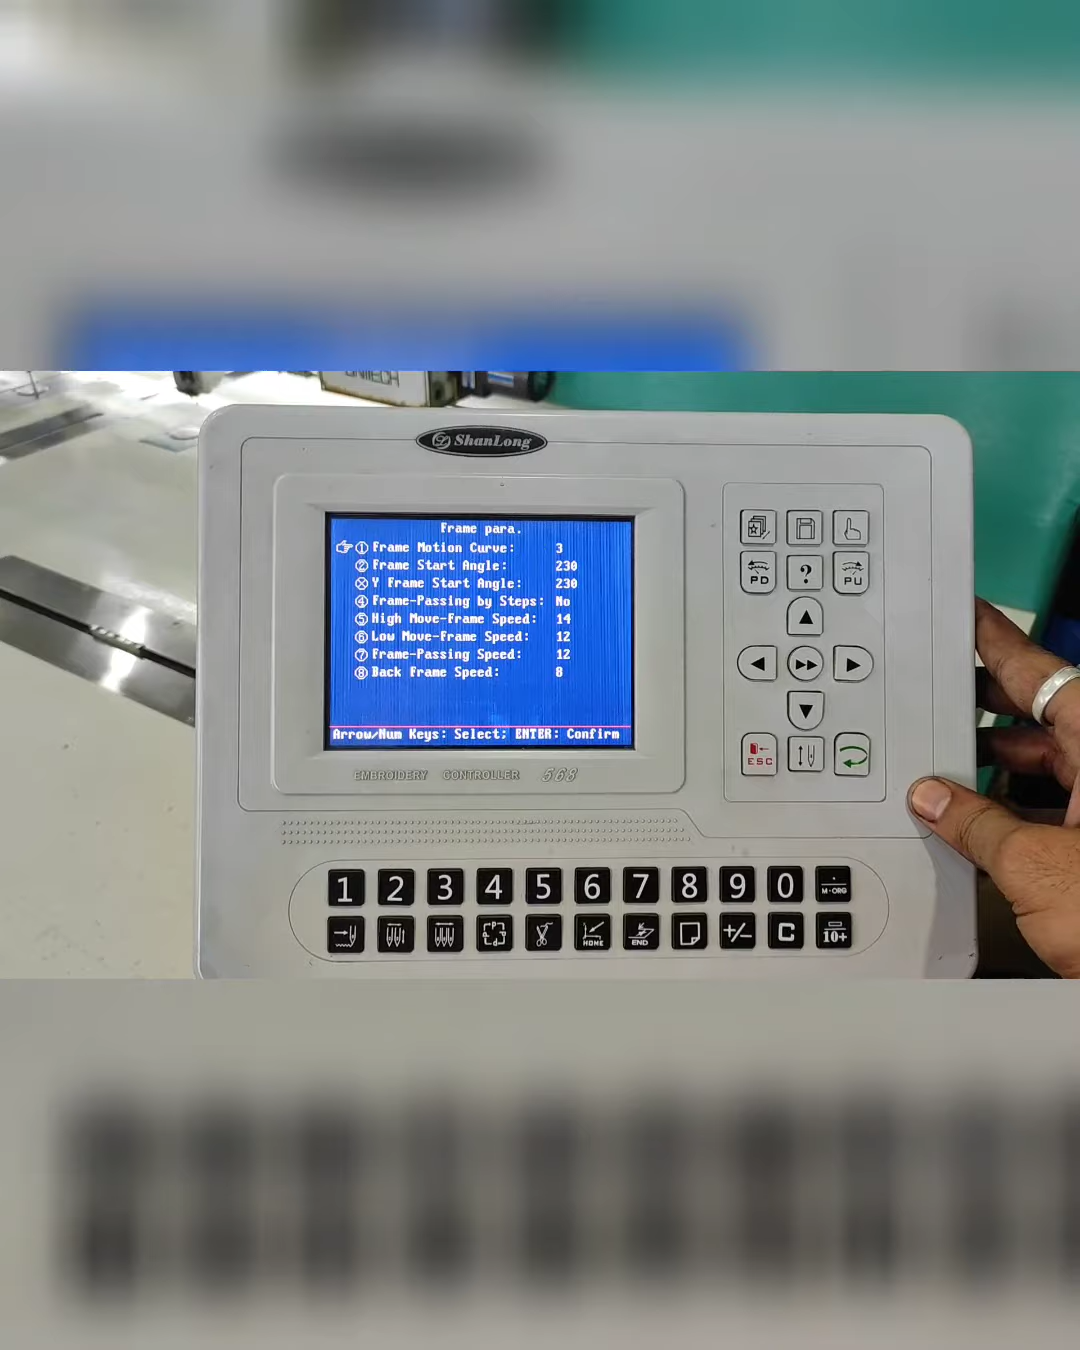 ShanLong
Frame para.
① Frame Motion Curve: 3
② Frame Start Angle: 230
ⓧ Y Frame Start Angle: 230
④ Frame-Passing by Steps: No
⑤ High Move-Frame Speed: 14
⑥ Low Move-Frame Speed: 12
⑦ Frame-Passing Speed: 12
⑧ Back Frame Speed: 8
Arrow/Num Keys: Select; ENTER: Confirm
EMBROIDERY CONTROLLER 568
PD ? PU
ESC
1 2 3 4 5 6 7 8 9 0 M·ORG
HOME END +/- C 10+